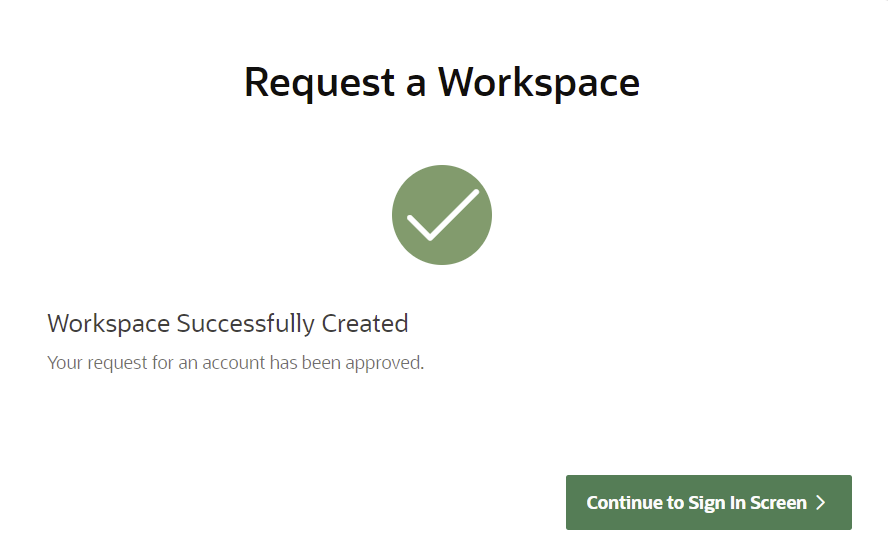 Request a Workspace
Workspace Successfully Created
Your request for an account has been approved.
Continue to Sign In Screen